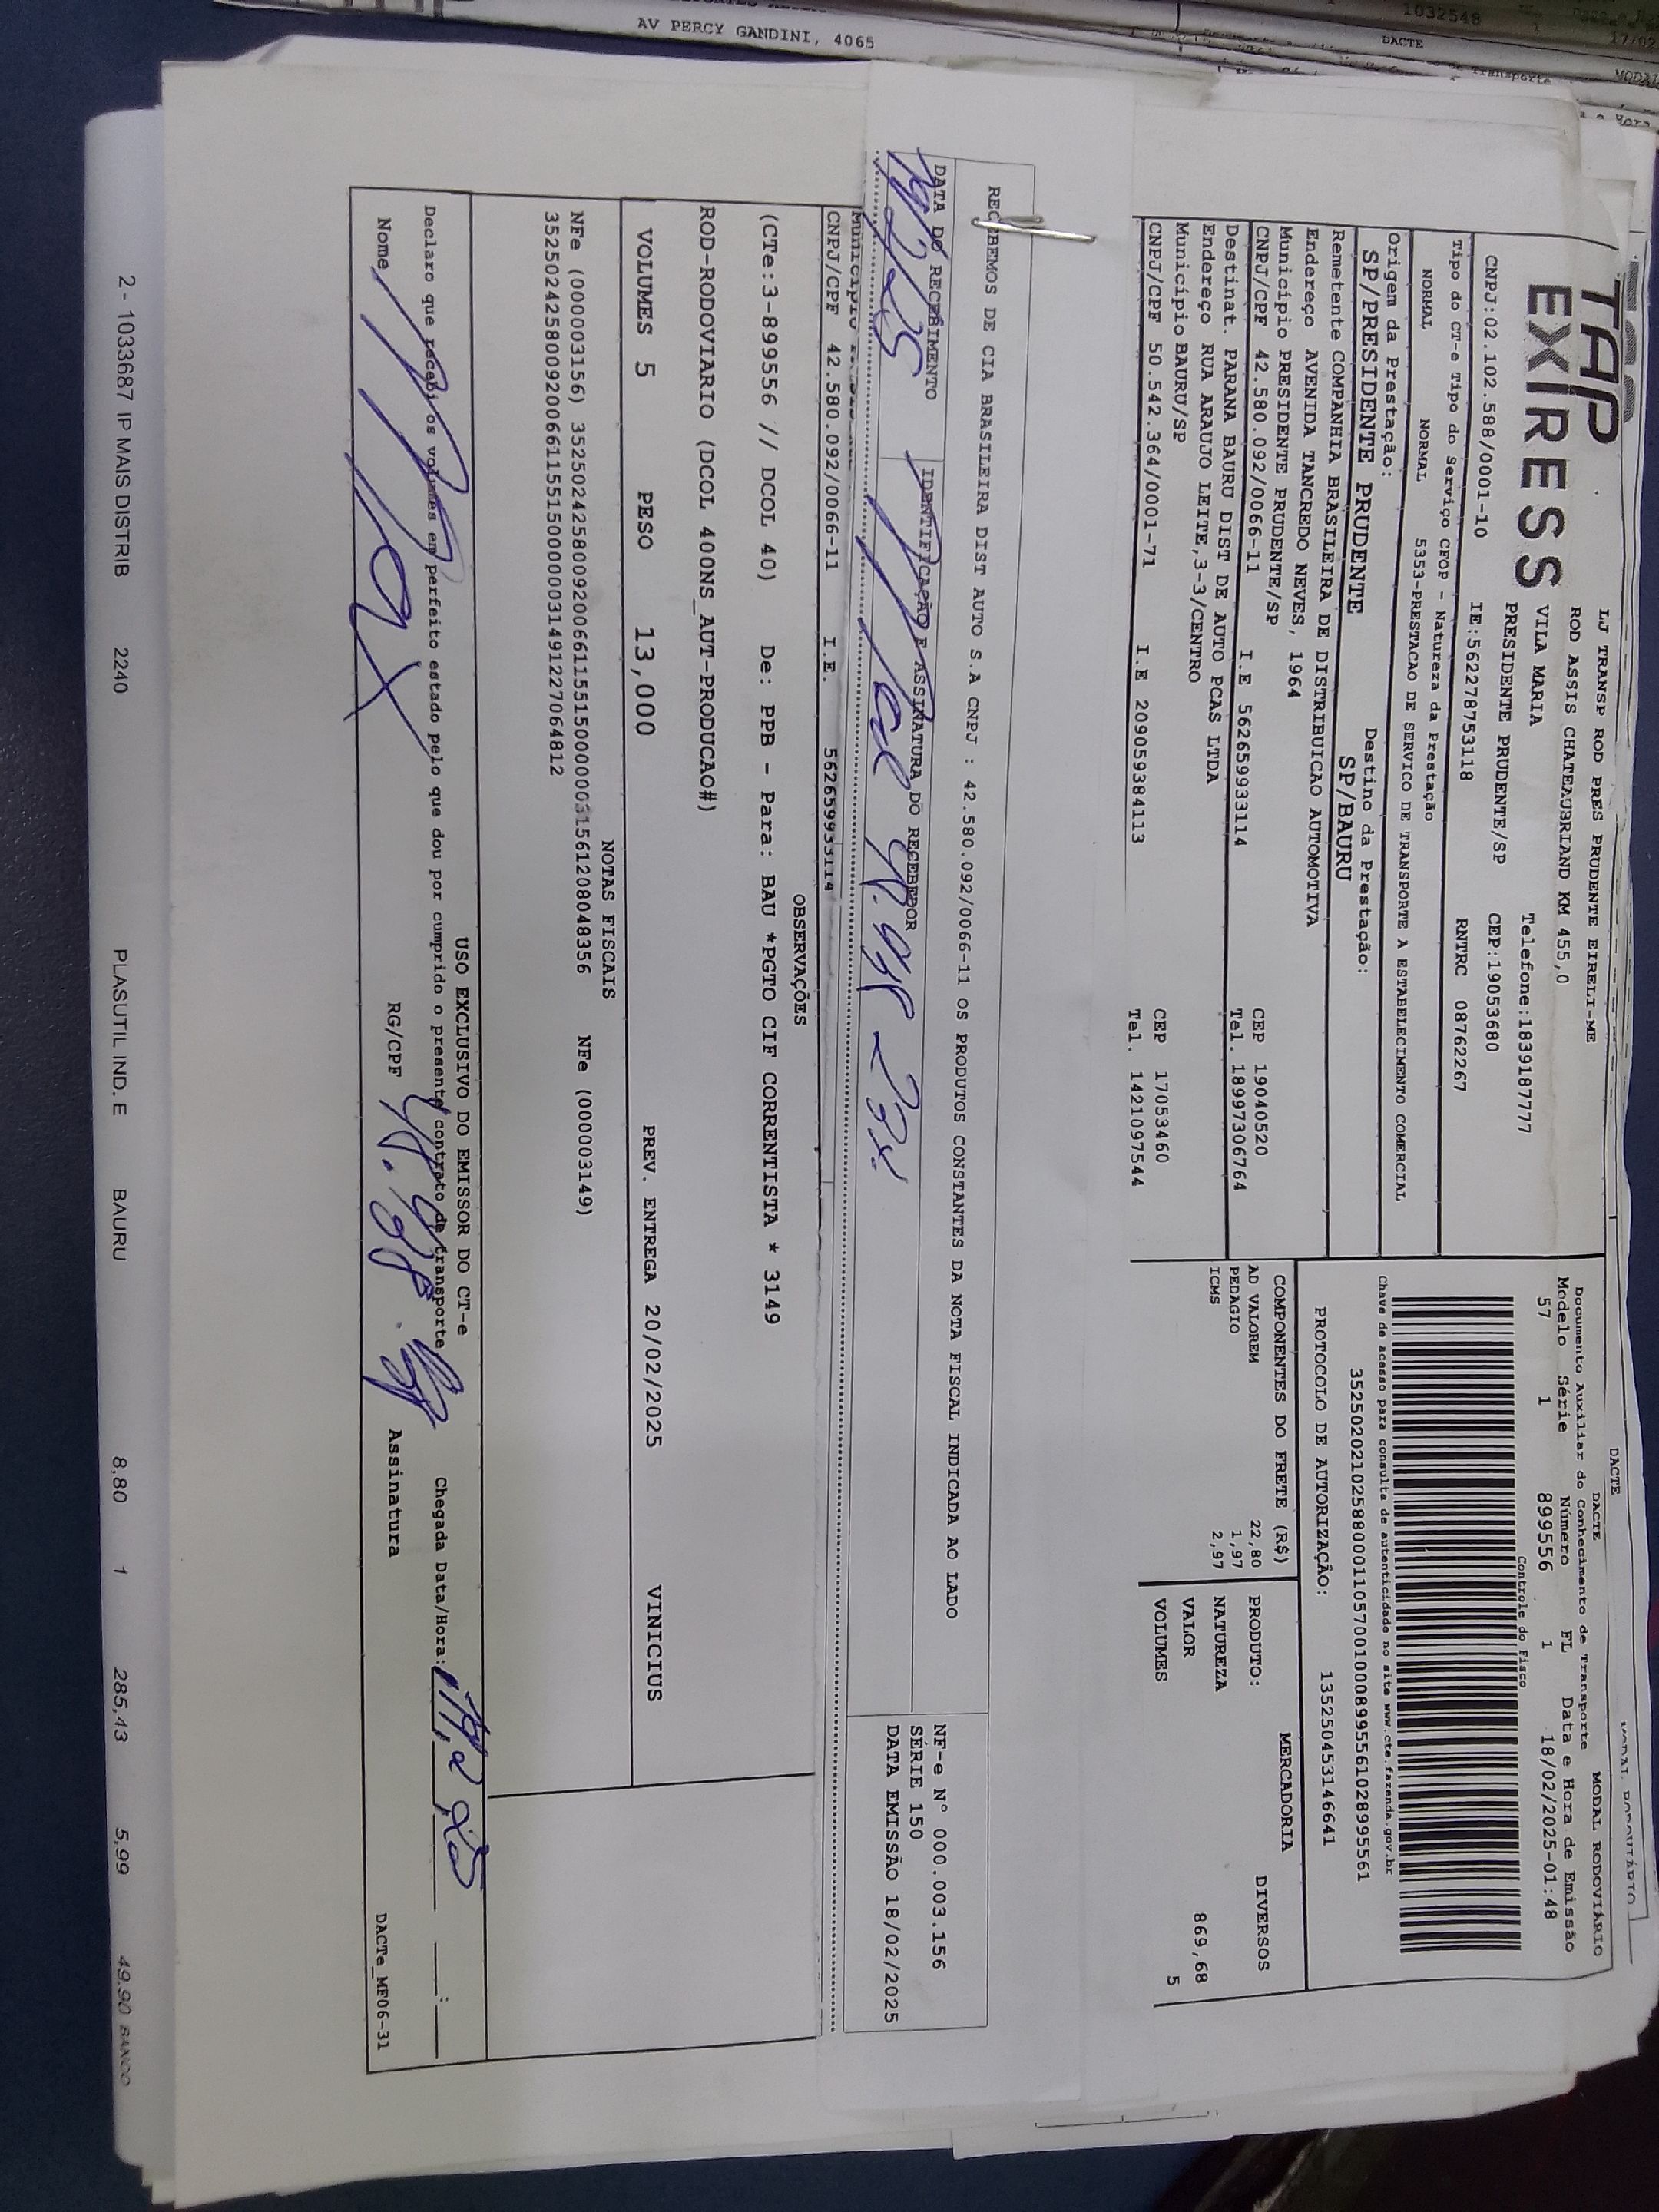 AV PERCY GANDINI, 4065
1032548
DACTE
TAP
EXPRESS
LJ TRANSP ROD PRES PRUDENTE EIRELI-ME
ROD ASSIS CHATEAUBRIAND KM 455,0
VILA MARIA
PRESIDENTE PRUDENTE/SP
Telefone:1839187777
CNPJ:02.102.588/0001-10
IE:562278753118
CEP:19053680
RNTRC 08762267
Tipo do CT-e Tipo do Serviço CFOP - Natureza da Prestação
NORMAL NORMAL 5353-PRESTACAO DE SERVICO DE TRANSPORTE A ESTABELECIMENTO COMERCIAL
Origem da Prestação: Destino da Prestação:
SP/PRESIDENTE PRUDENTE SP/BAURU
Remetente COMPANHIA BRASILEIRA DE DISTRIBUICAO AUTOMOTIVA
Endereço AVENIDA TANCREDO NEVES, 1964
Município PRESIDENTE PRUDENTE/SP CEP 19040520
CNPJ/CPF 42.580.092/0066-11 I.E 562659933114 Tel. 18997306764
Destinat. PARANA BAURU DIST DE AUTO PCAS LTDA
Endereço RUA ARAUJO LEITE,3-3/CENTRO
Município BAURU/SP CEP 17053460
CNPJ/CPF 50.542.364/0001-71 I.E 209059384113 Tel. 1421097544
DACTE
DACTE MODAL RODOVIÁRIO
Documento Auxiliar do Conhecimento de Transporte
Modelo Série Número FL Data e Hora de Emissão
57 1 899556 1 18/02/2025-01:48
Controle do Fisco
Chave de acesso para consulta de autenticidade no site www.cte.fazenda.gov.br
35250202102588000110570010008995561028995561
PROTOCOLO DE AUTORIZAÇÃO: 135250453146641
COMPONENTES DO FRETE (R$)
AD VALOREM 22,80
PEDAGIO 1,97
ICMS 2,97
MERCADORIA
PRODUTO: DIVERSOS
NATUREZA
VALOR 869,68
VOLUMES 5
RECEBEMOS DE CIA BRASILEIRA DIST AUTO S.A CNPJ : 42.580.092/0066-11 OS PRODUTOS CONSTANTES DA NOTA FISCAL INDICADA AO LADO
DATA DO RECEBIMENTO IDENTIFICAÇÃO E ASSINATURA DO RECEBEDOR
NF-e Nº 000.003.156
SÉRIE 150
DATA EMISSÃO 18/02/2025
CNPJ/CPF 42.580.092/0066-11 I.E. 562659933114
OBSERVAÇÕES
(CTe:3-899556 // DCOL 40) De: PPB - Para: BAU *PGTO CIF CORRENTISTA * 3149
ROD-RODOVIARIO (DCOL 400NS_AUT-PRODUCAO#)
VOLUMES 5 PESO 13,000 PREV. ENTREGA 20/02/2025 VINICIUS
NOTAS FISCAIS
NFe (000003156) 35250242580092006611551500000031561208048356 NFe (000003149)
35250242580092006611551500000031491227064812
USO EXCLUSIVO DO EMISSOR DO CT-e
Declaro que recebi os volumes em perfeito estado pelo que dou por cumprido o presente contrato de transporte Chegada Data/Hora:
Nome RG/CPF Assinatura DACTe_MF06-31
2 - 1033687 IP MAIS DISTRIB 2240 PLASUTIL IND. E BAURU 8,80 1 285,43 5,99 49,90 BANCO